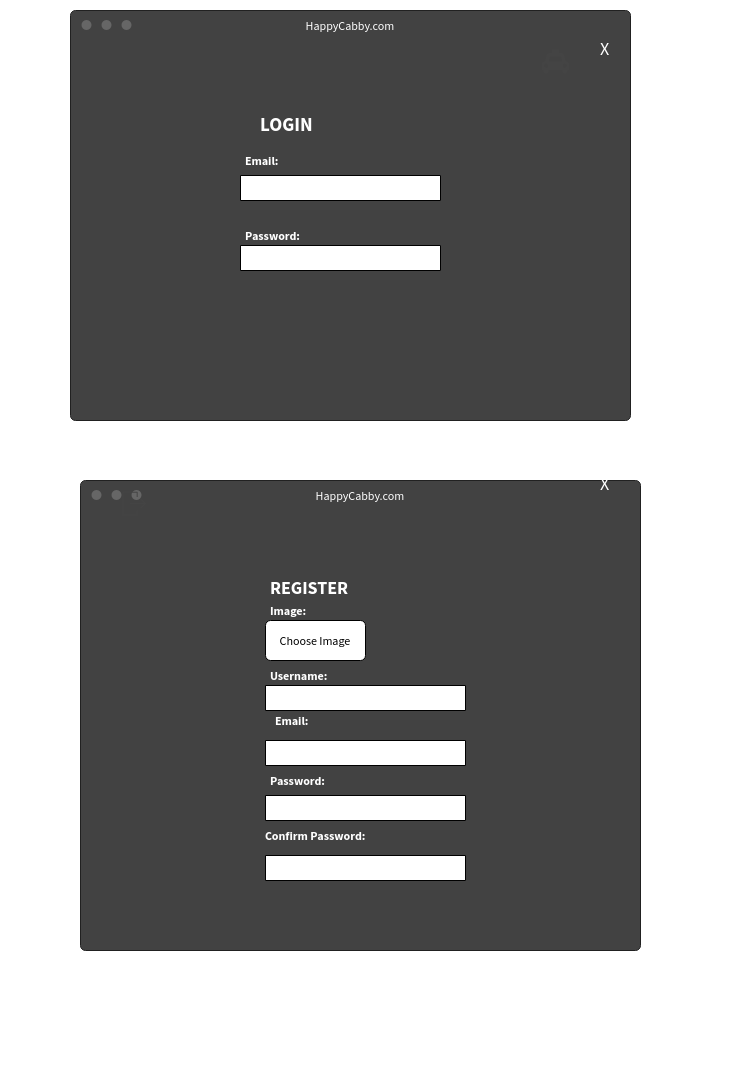 HappyCabby.com
X
LOGIN
Email:
Password:
X
HappyCabby.com
REGISTER
Image:
Choose Image
Username:
Email:
Password:
Confirm Password: